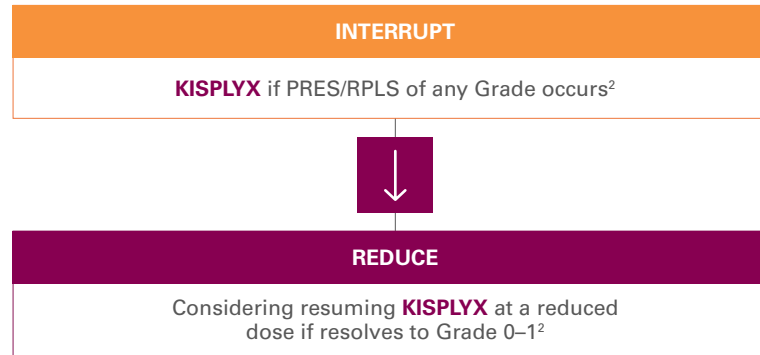 INTERRUPT
KISPLYX if PRES/RPLS of any Grade occurs²
REDUCE
Considering resuming KISPLYX at a reduced
dose if resolves to Grade 0–1²